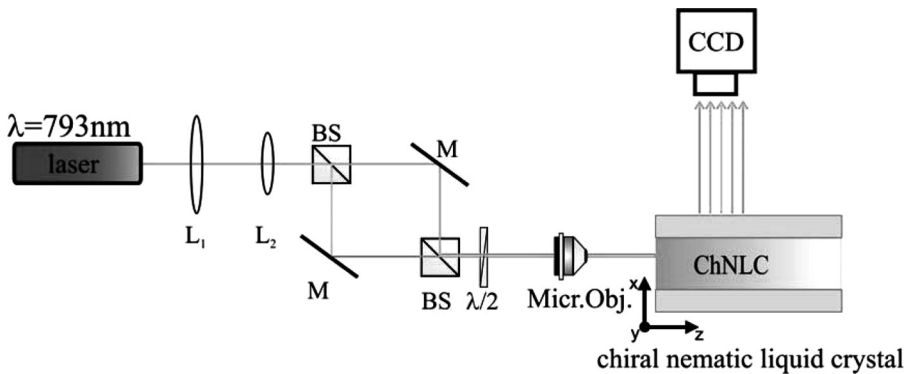 λ=793nm
laser
L₁
L₂
BS
M
M
BS
λ/2
Micr.Obj.
CCD
ChNLC
x
y
z
chiral nematic liquid crystal